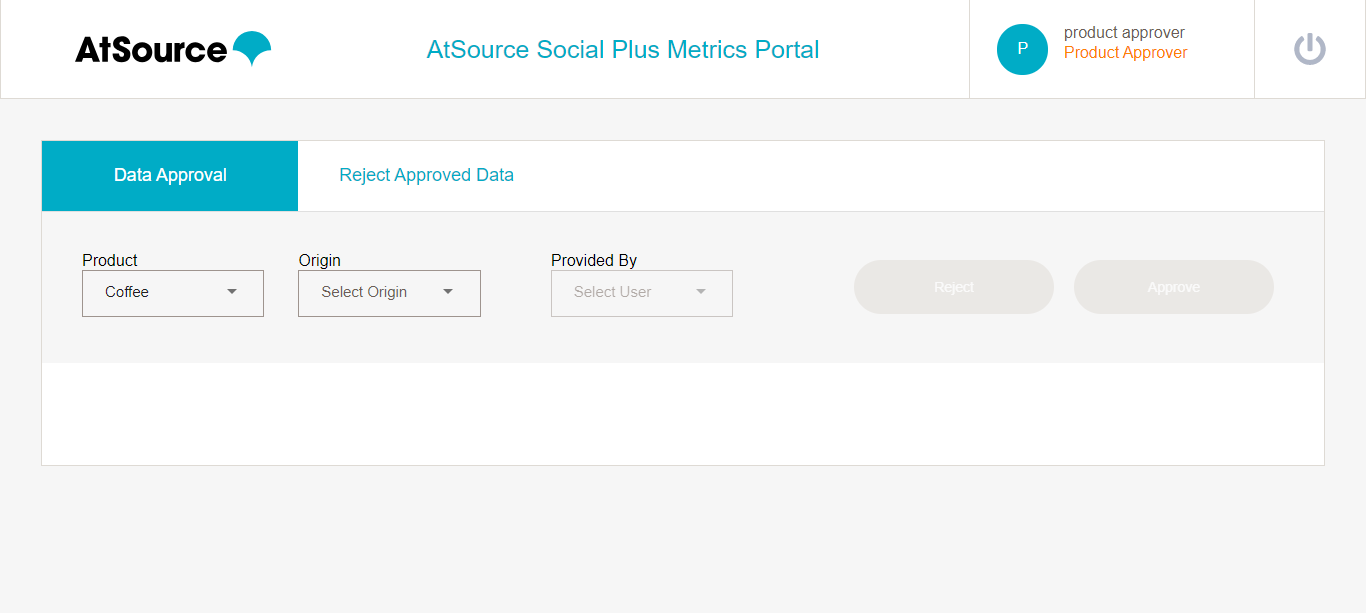 AtSource
AtSource Social Plus Metrics Portal
P
product approver
Product Approver
Data Approval
Reject Approved Data
Product
Origin
Provided By
Coffee
Select Origin
Select User
Reject
Approve